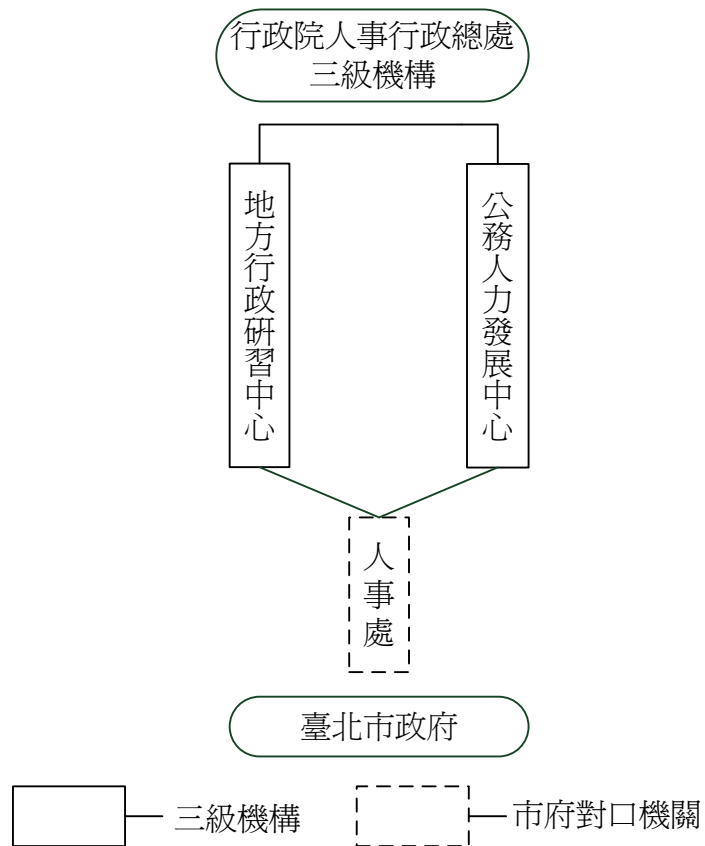 行政院人事行政總處
三級機構
地方行政研習中心
公務人力發展中心
人事處
臺北市政府
三級機構
市府對口機關